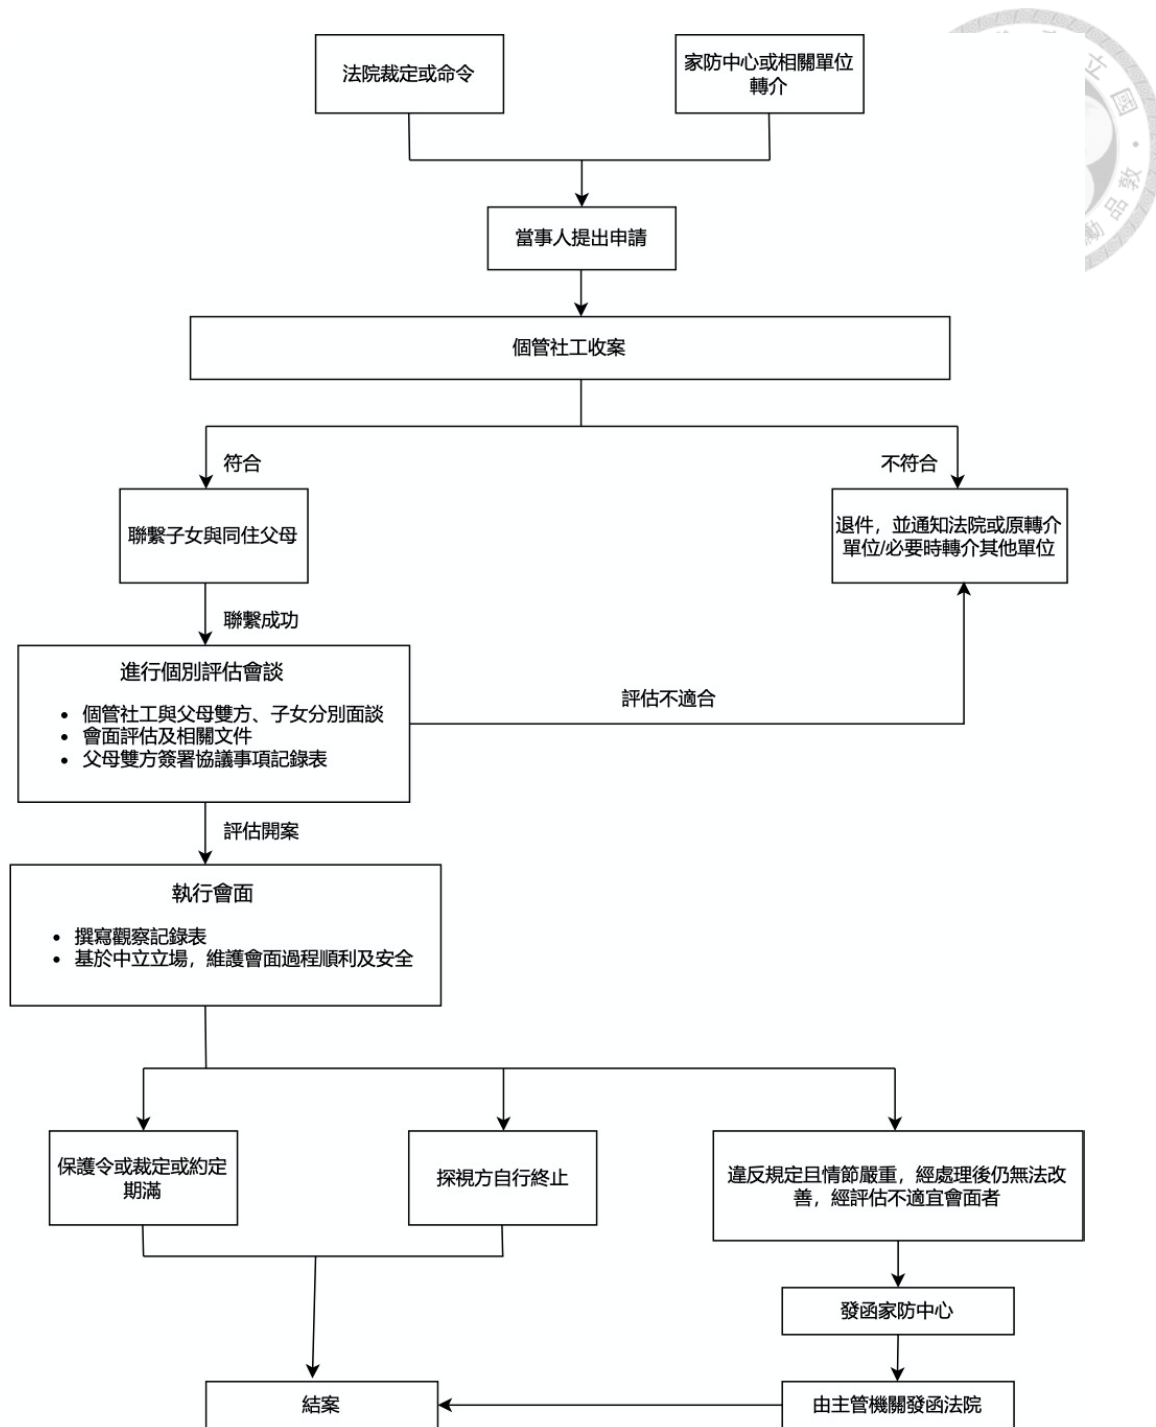 法院裁定或命令
家防中心或相關單位
轉介
當事人提出申請
個管社工收案
符合
不符合
聯繫子女與同住父母
退件，並通知法院或原轉介
單位/必要時轉介其他單位
聯繫成功
進行個別評估會談
• 個管社工與父母雙方、子女分別面談
• 會面評估及相關文件
• 父母雙方簽署協議事項記錄表
評估不適合
評估開案
執行會面
• 撰寫觀察記錄表
• 基於中立立場，維護會面過程順利及安全
保護令或裁定或約定
期滿
探視方自行終止
違反規定且情節嚴重，經處理後仍無法改
善，經評估不適宜會面者
發函家防中心
結案
由主管機關發函法院
立
國
敦
品
勵